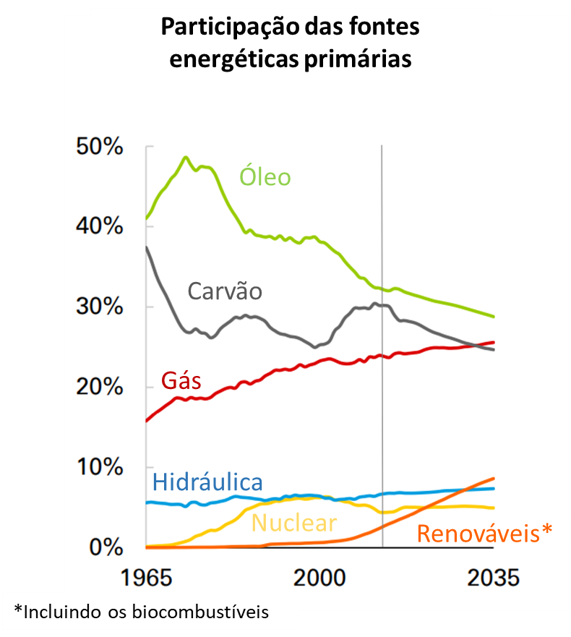 Participação das fontes
energéticas primárias
50%
Óleo
40%
Carvão
30%
Gás
20%
10%
Hidráulica
Nuclear
Renováveis*
0%
1965 2000 2035
*Incluindo os biocombustíveis